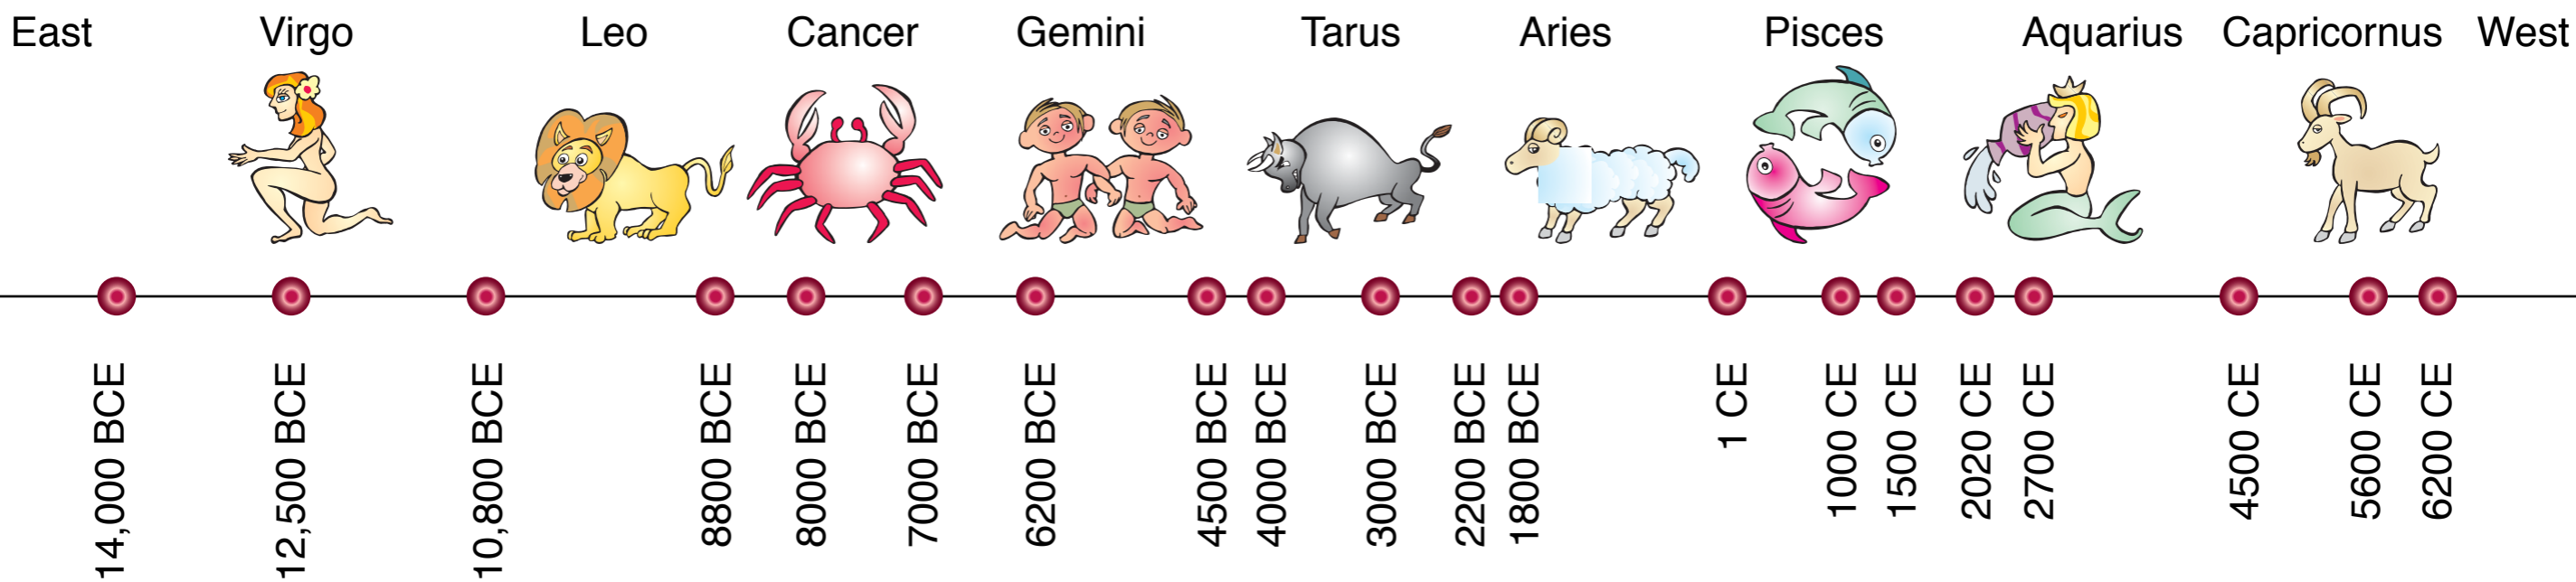 East
Virgo
Leo
Cancer
Gemini
Tarus
Aries
Pisces
Aquarius
Capricornus
West
14,000 BCE
12,500 BCE
10,800 BCE
8800 BCE
8000 BCE
7000 BCE
6200 BCE
4500 BCE
4000 BCE
3000 BCE
2200 BCE
1800 BCE
1 CE
1000 CE
1500 CE
2020 CE
2700 CE
4500 CE
5600 CE
6200 CE